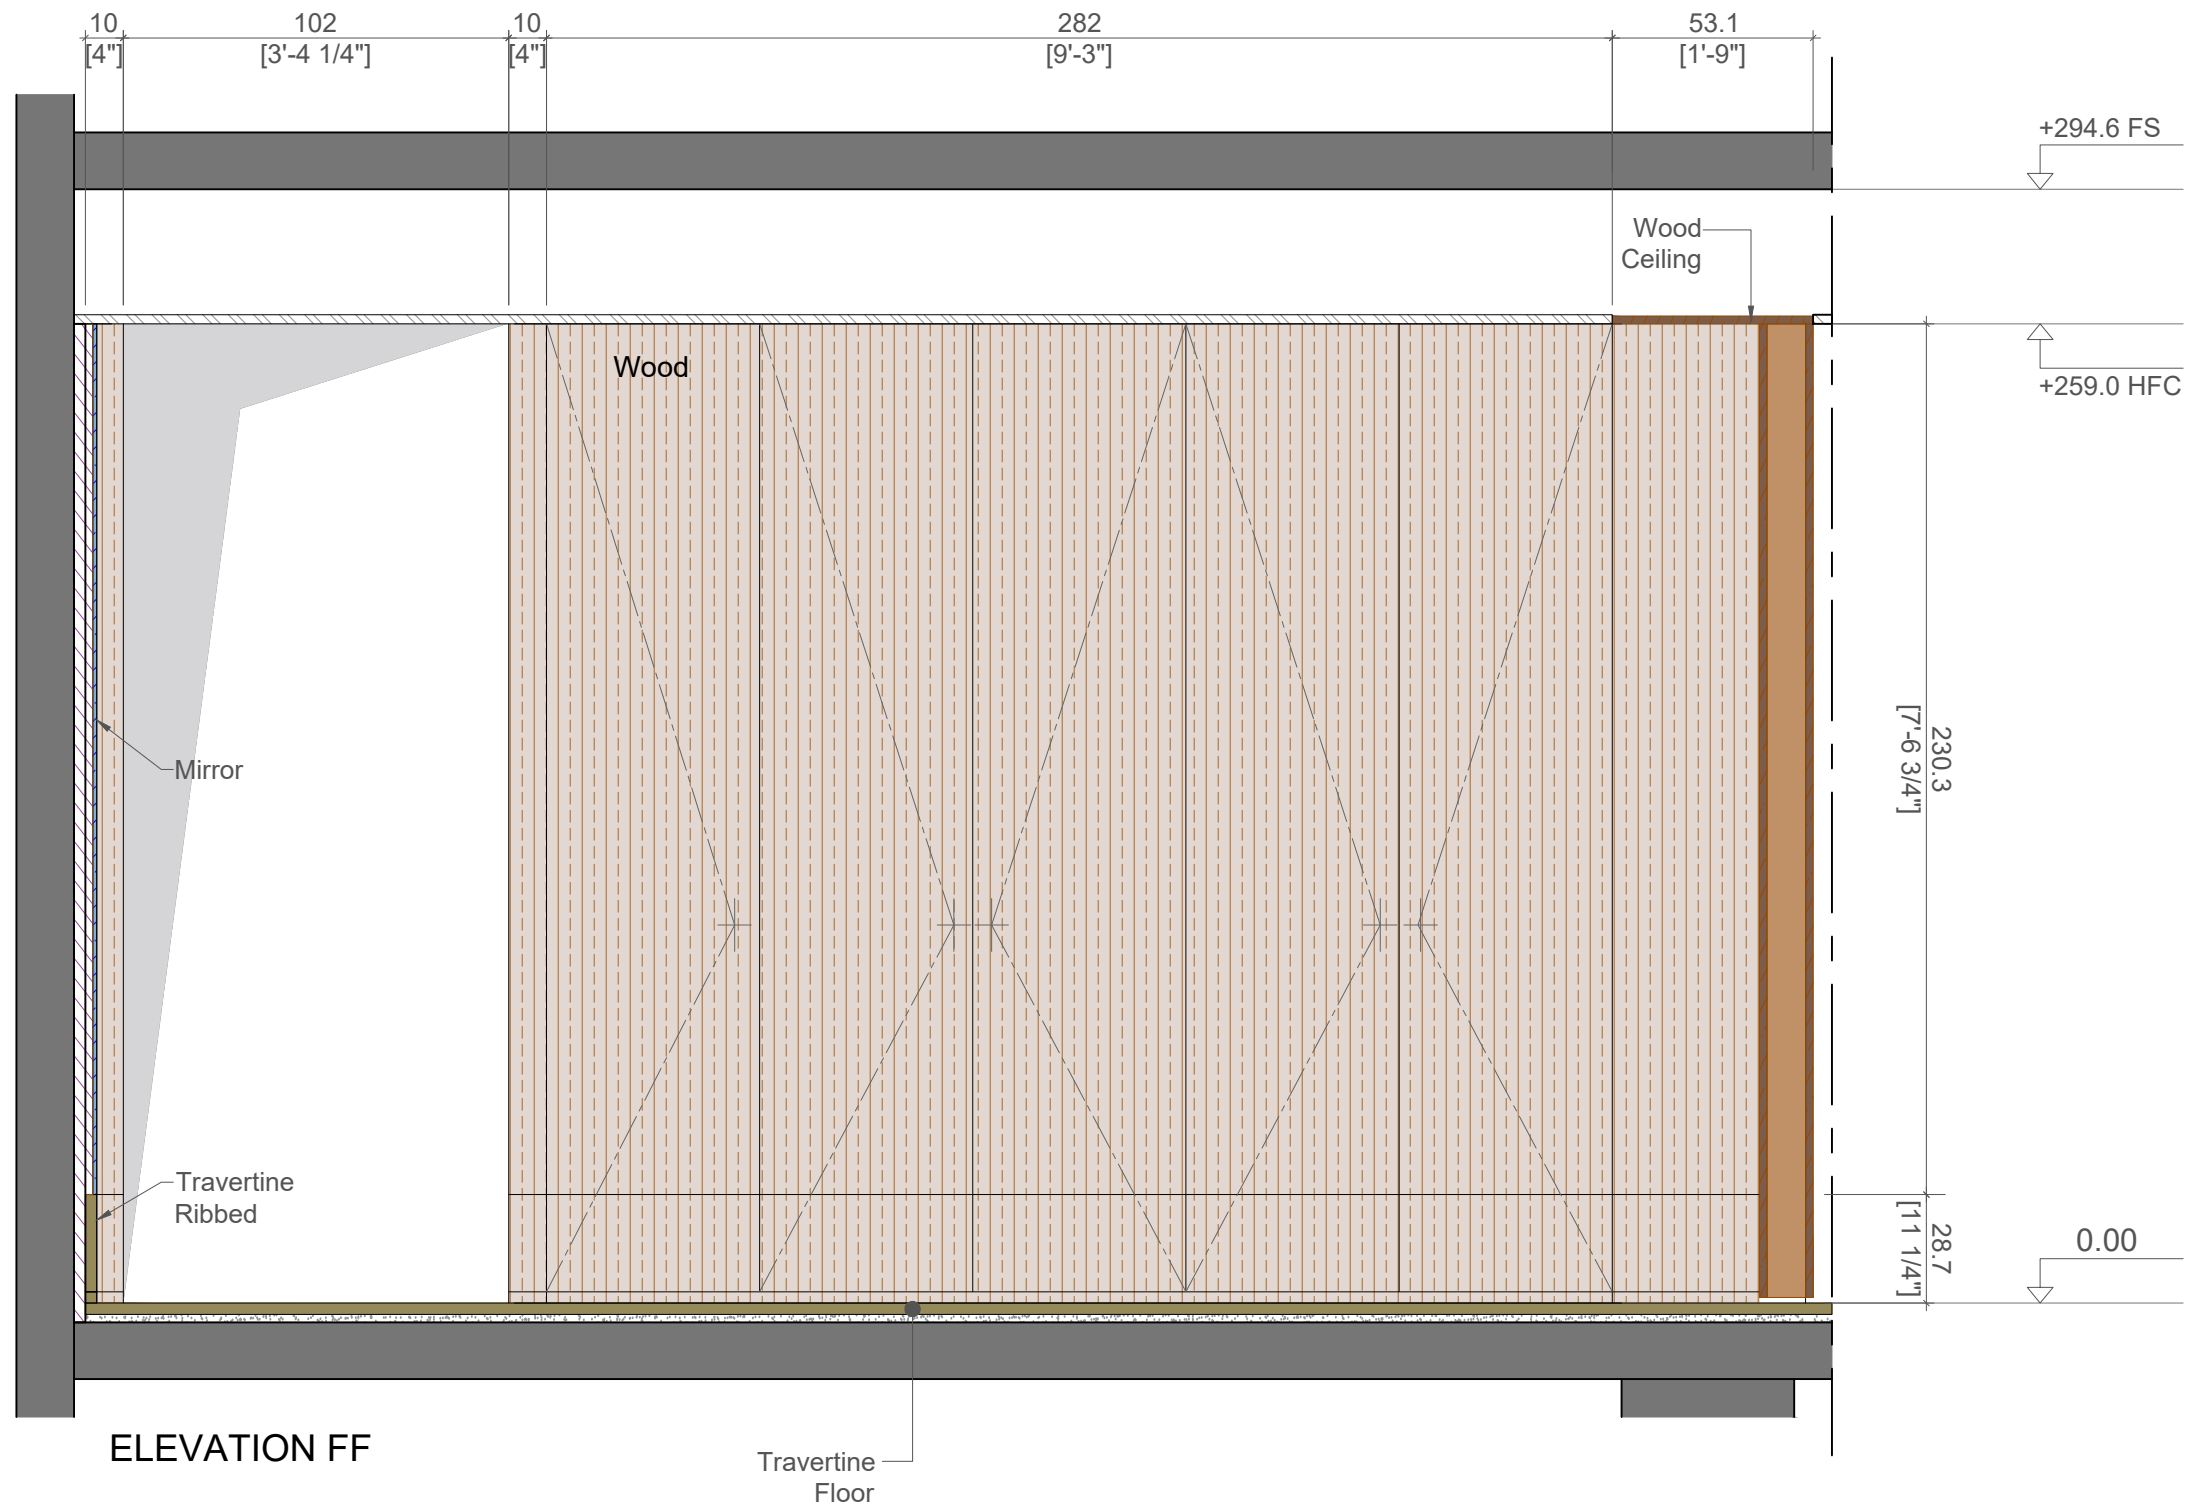 10
102
10
282
53.1
[4"]
[3'-4 1/4"]
[4"]
[9'-3"]
[1'-9"]
+294.6 FS
Wood
Ceiling
Wood
+259.0 HFC
230.3
[7'-6 3/4"]
Mirror
Travertine
Ribbed
28.7
[11 1/4"]
0.00
ELEVATION FF
Travertine
Floor